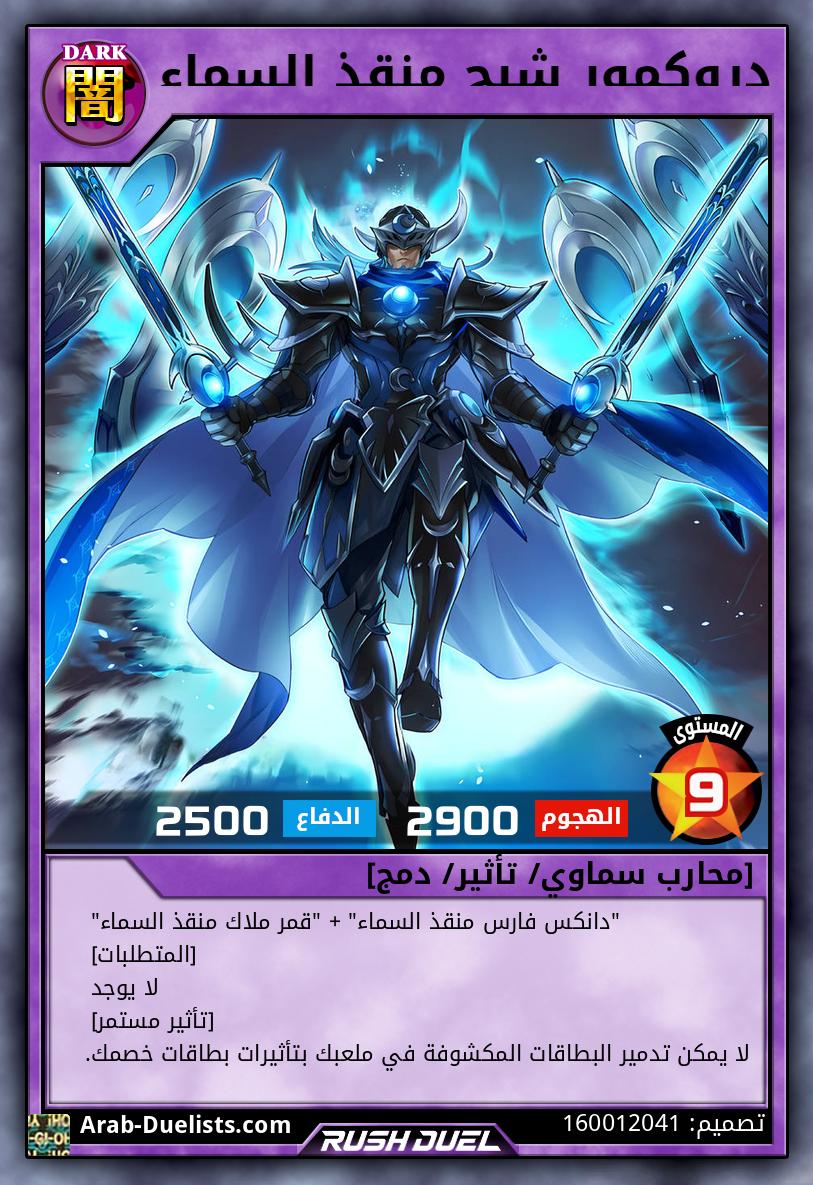 DARK
闇
دروكمور شبح منقذ السماء
المستوى
9
الهجوم 2900 الدفاع 2500
[محارب سماوي/ تأثير/ دمج]
"دانكس فارس منقذ السماء" + "قمر ملاك منقذ السماء"
[المتطلبات]
لا يوجد
[تأثير مستمر]
لا يمكن تدمير البطاقات المكشوفة في ملعبك بتأثيرات بطاقات خصمك.
تصميم: 160012041
Arab-Duelists.com
RUSH DUEL